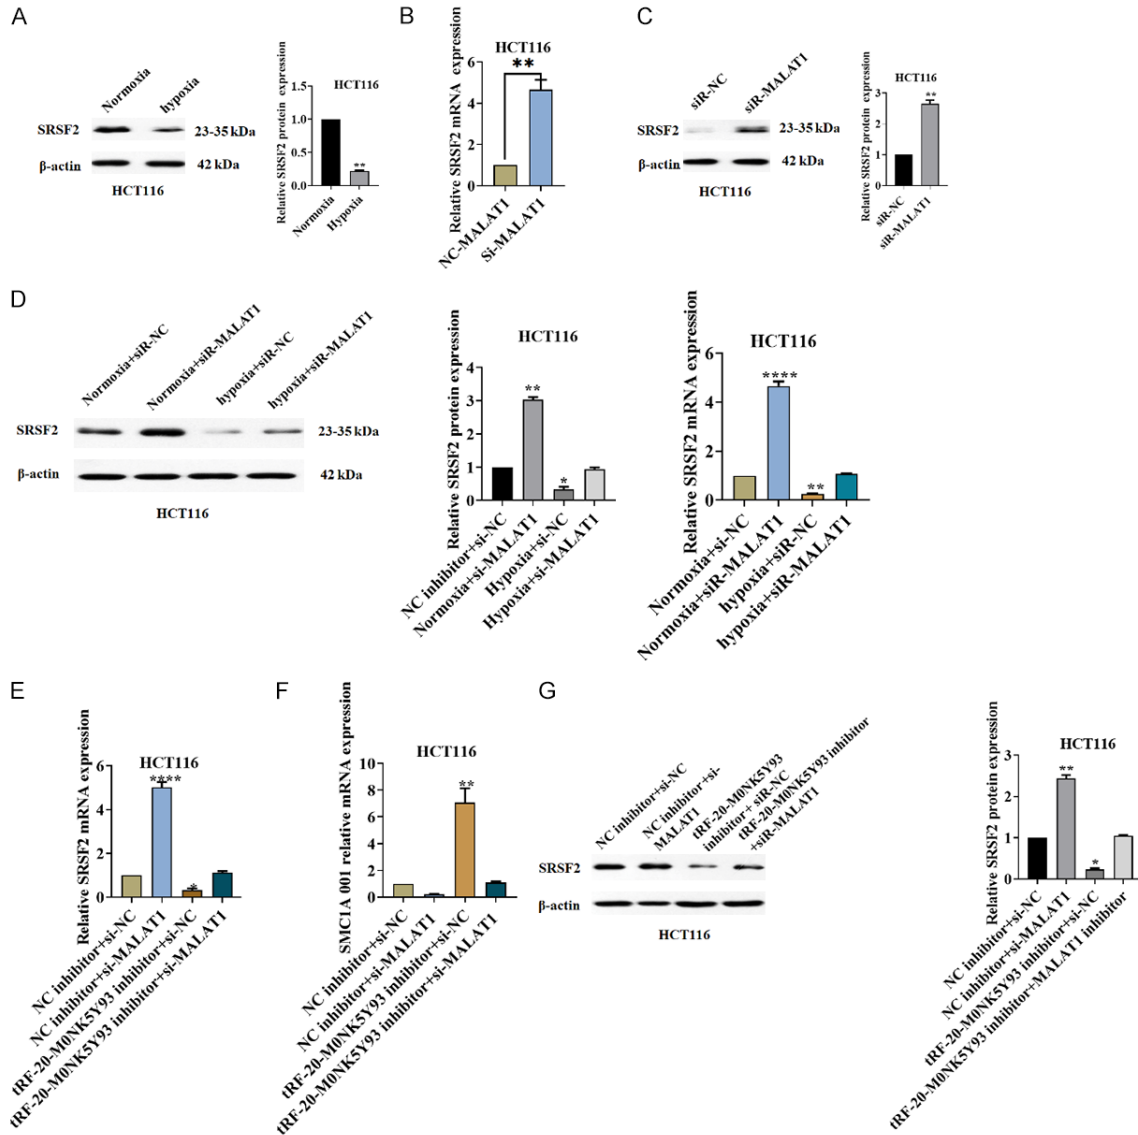 A
Normoxia
hypoxia
SRSF2
23-35 kDa
β-actin
42 kDa
HCT116
Relative SRSF2 protein expression
HCT116
1.5
1.0
0.5
0.0
**
Normoxia
Hypoxia
B
Relative SRSF2 mRNA expression
HCT116
**
6
4
2
0
NC-MALAT1
Si-MALAT1
C
siR-NC
siR-MALAT1
SRSF2
23-35 kDa
β-actin
42 kDa
HCT116
Relative SRSF2 protein expression
HCT116
**
3
2
1
0
siR-NC
siR-MALAT1
D
Normoxia+siR-NC
Normoxia+siR-MALAT1
hypoxia+siR-NC
hypoxia+siR-MALAT1
SRSF2
23-35 kDa
β-actin
42 kDa
HCT116
Relative SRSF2 protein expression
HCT116
4
3
2
1
0
**
*
NC inhibitor+si-NC
Normoxia+si-MALAT1
Hypoxia+si-NC
Hypoxia+si-MALAT1
Relative SRSF2 mRNA expression
HCT116
6
4
2
0
****
**
Normoxia+si-NC
Normoxia+siR-MALAT1
hypoxia+siR-NC
hypoxia+siR-MALAT1
E
Relative SRSF2 mRNA expression
HCT116
6
4
2
0
****
*
NC inhibitor+si-NC
NC inhibitor+si-MALAT1
tRF-20-M0NK5Y93 inhibitor+si-NC
tRF-20-M0NK5Y93 inhibitor+si-MALAT1
F
SMC1A 001 relative mRNA expression
HCT116
10
8
6
4
2
0
**
NC inhibitor+si-NC
NC inhibitor+si-MALAT1
tRF-20-M0NK5Y93 inhibitor+si-NC
tRF-20-M0NK5Y93 inhibitor+si-MALAT1
G
NC inhibitor+si-NC
NC inhibitor+si-
MALAT1
tRF-20-M0NK5Y93
inhibitor+ siR-NC
tRF-20-M0NK5Y93 inhibitor
+siR-MALAT1
SRSF2
β-actin
HCT116
Relative SRSF2 protein expression
HCT116
3
2
1
0
**
*
NC inhibitor+si-NC
NC inhibitor+si-MALAT1
tRF-20-M0NK5Y93 inhibitor+si-NC
tRF-20-M0NK5Y93 inhibitor+MALAT1 inhibitor